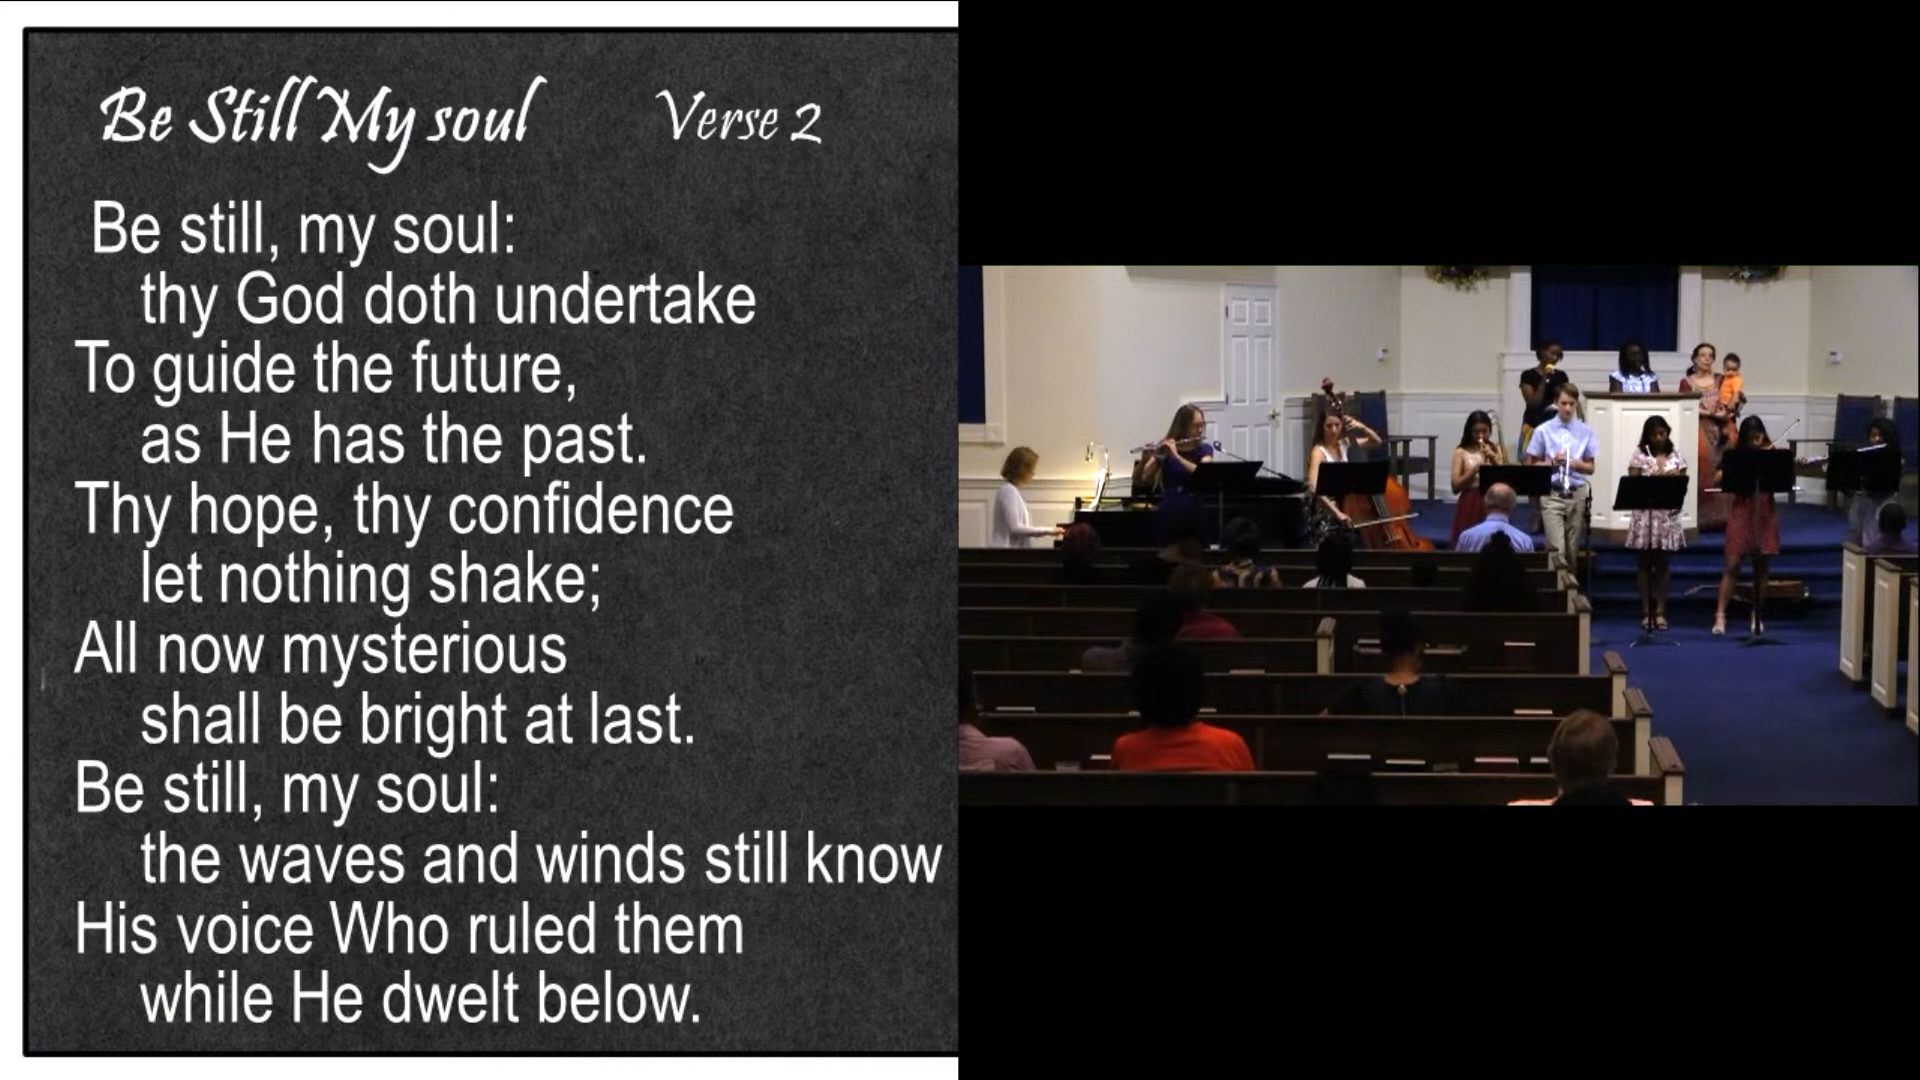 Be Still My soul Verse 2
Be still, my soul:
thy God doth undertake
To guide the future,
as He has the past.
Thy hope, thy confidence
let nothing shake;
All now mysterious
shall be bright at last.
Be still, my soul:
the waves and winds still know
His voice Who ruled them
while He dwelt below.